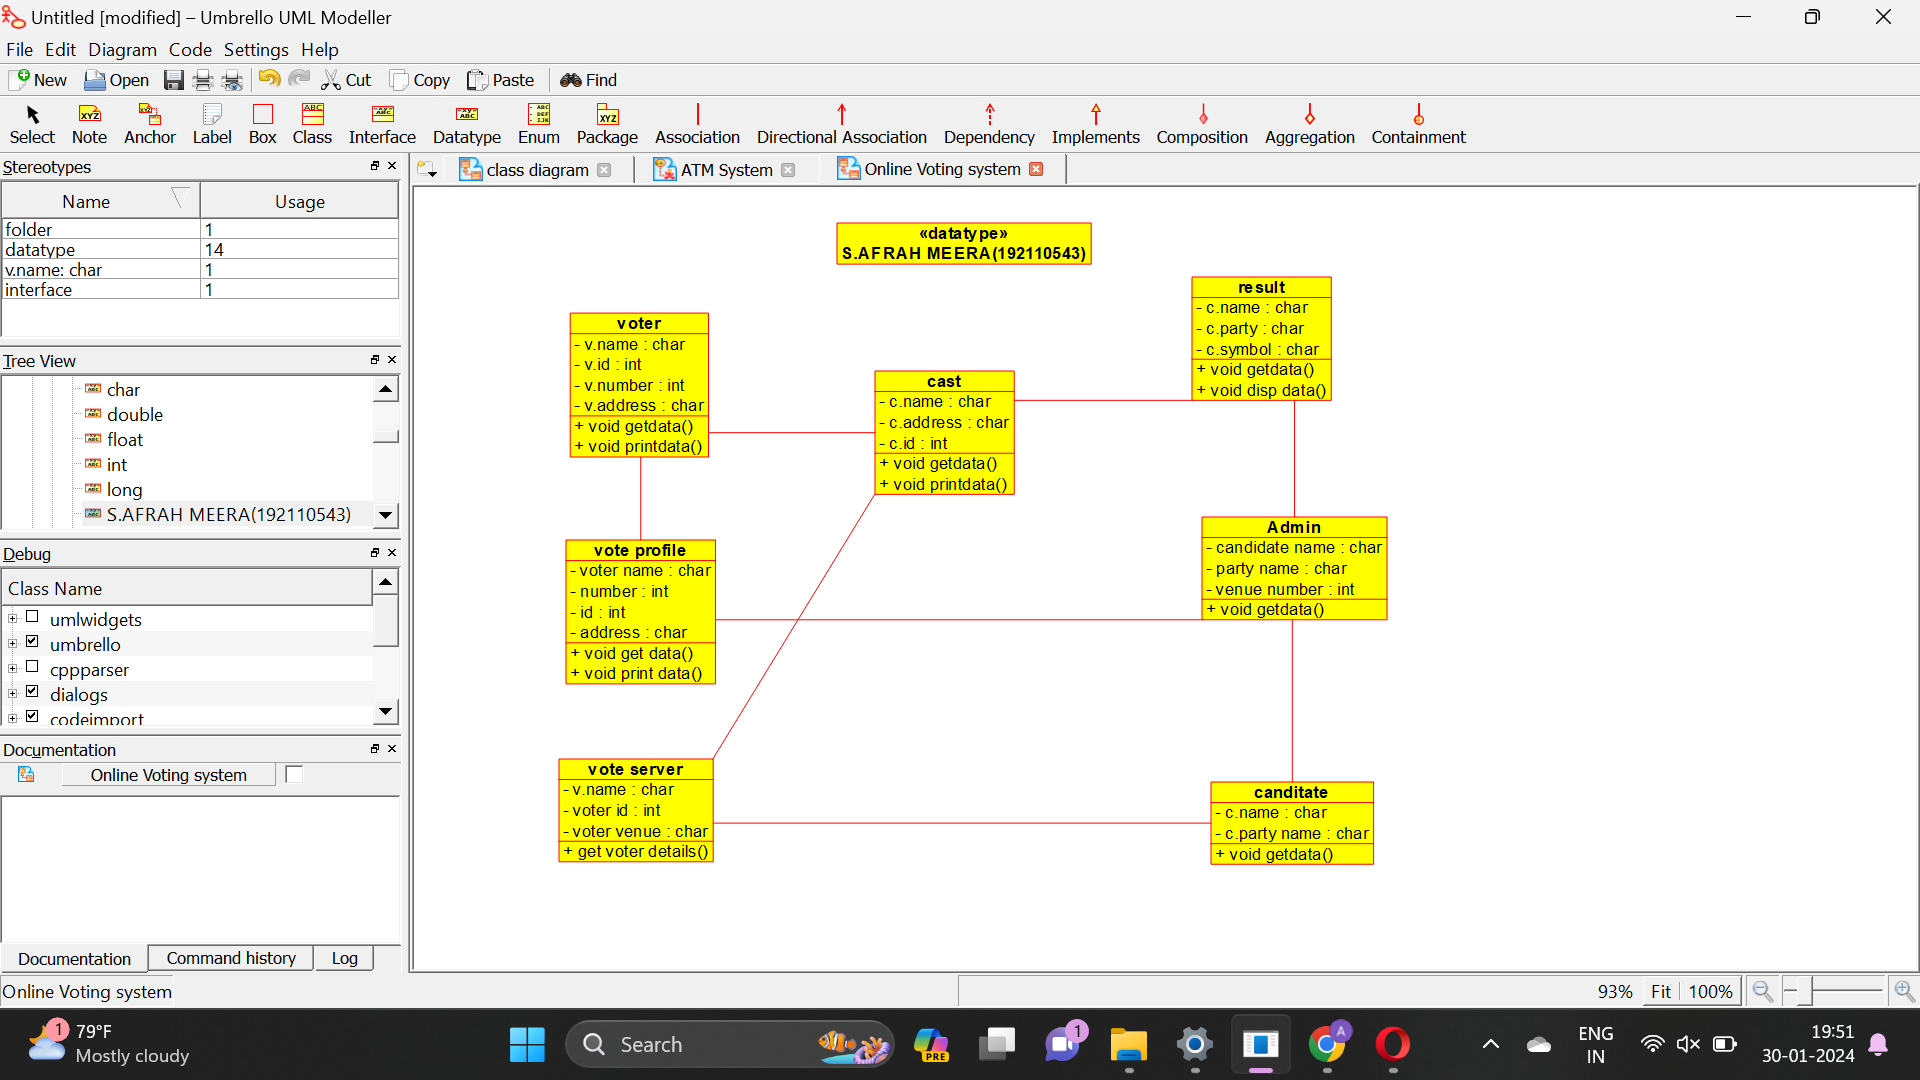 Untitled [modified] – Umbrello UML Modeller
File Edit Diagram Code Settings Help
New Open Cut Copy Paste Find
Select Note Anchor Label Box Class Interface Datatype Enum Package Association Directional Association Dependency Implements Composition Aggregation Containment
Stereotypes
Name Usage
folder 1
datatype 14
v.name: char 1
interface 1
Tree View
char
double
float
int
long
S.AFRAH MEERA(192110543)
Debug
Class Name
umlwidgets
umbrello
cppparser
dialogs
codeimport
Documentation
Online Voting system
Documentation Command history Log
class diagram ATM System Online Voting system
«datatype»
S.AFRAH MEERA(192110543)
result
- c.name : char
- c.party : char
- c.symbol : char
+ void getdata()
+ void disp data()
voter
- v.name : char
- v.id : int
- v.number : int
- v.address : char
+ void getdata()
+ void printdata()
cast
- c.name : char
- c.address : char
- c.id : int
+ void getdata()
+ void printdata()
vote profile
- voter name : char
- number : int
- id : int
- address : char
+ void get data()
+ void print data()
Admin
- candidate name : char
- party name : char
- venue number : int
+ void getdata()
vote server
- v.name : char
- voter id : int
- voter venue : char
+ get voter details()
canditate
- c.name : char
- c.party name : char
+ void getdata()
Online Voting system 93% Fit 100%
1 79°F
Mostly cloudy
Search
PRE
1
A
ENG
IN
19:51
30-01-2024